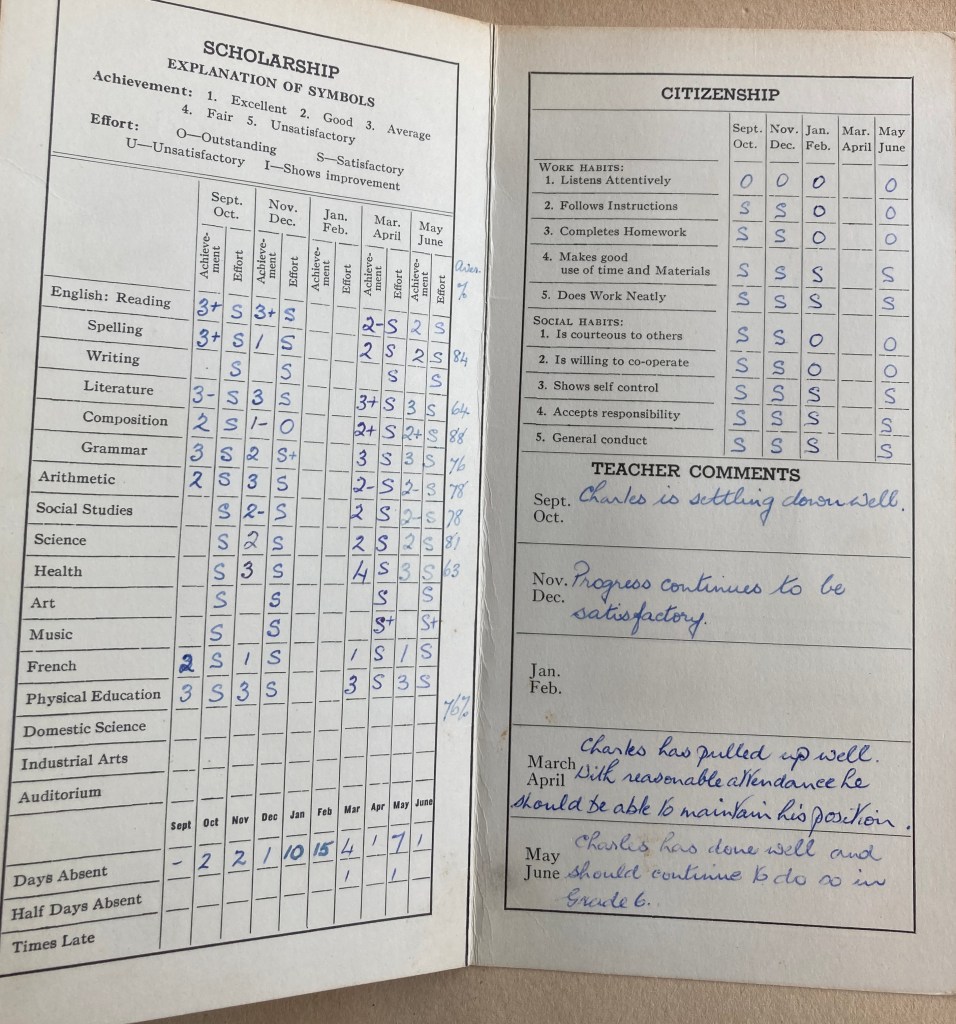 SCHOLARSHIP
EXPLANATION OF SYMBOLS
Achievement: 1. Excellent 2. Good 3. Average
4. Fair 5. Unsatisfactory
Effort: O—Outstanding S—Satisfactory
U—Unsatisfactory I—Shows improvement
Sept. Oct. Nov. Dec. Jan. Feb. Mar. April May June
Achieve-ment Effort Achieve-ment Effort Achieve-ment Effort Achieve-ment Effort Achieve-ment Effort %
English: Reading 3+ S 3+ S 2- S 2 S
Spelling 3+ S 1 S 2 S 2 S 84
Writing S S S S
Literature 3- S 3 S 3+ S 3 S 64
Composition 2 S 1- O 2+ S 2+ S 88
Grammar 3 S 2 S+ 3 S 3 S 76
Arithmetic 2 S 3 S 2- S 2- S 78
Social Studies S 2- S 2 S 2- S 78
Science S 2 S 2 S 2 S 81
Health S 3 S 4 S 3 S 63
Art S S S S
Music S S S+ S+
French 2 S 1 S 1 S 1 S
Physical Education 3 S 3 S 3 S 3 S
76%
Domestic Science
Industrial Arts
Auditorium
Sept Oct Nov Dec Jan Feb Mar Apr May June
Days Absent - 2 2 1 10 15 4 1 7 1
Half Days Absent 1 1
Times Late
CITIZENSHIP
Sept. Oct. Nov. Dec. Jan. Feb. Mar. April May June
WORK HABITS:
1. Listens Attentively O O O O
2. Follows Instructions S S O O
3. Completes Homework S S O O
4. Makes good
use of time and Materials S S S S
5. Does Work Neatly S S S S
SOCIAL HABITS:
1. Is courteous to others S S O O
2. Is willing to co-operate S S O O
3. Shows self control S S S S
4. Accepts responsibility S S S S
5. General conduct S S S S
TEACHER COMMENTS
Sept. Oct. Charles is settling down well.
Nov. Dec. Progress continues to be
satisfactory.
Jan.
Feb.
Charles has pulled up well.
March April With reasonable attendance he
should be able to maintain his position.
Charles has done well and
May June should continue to do so in
Grade 6.